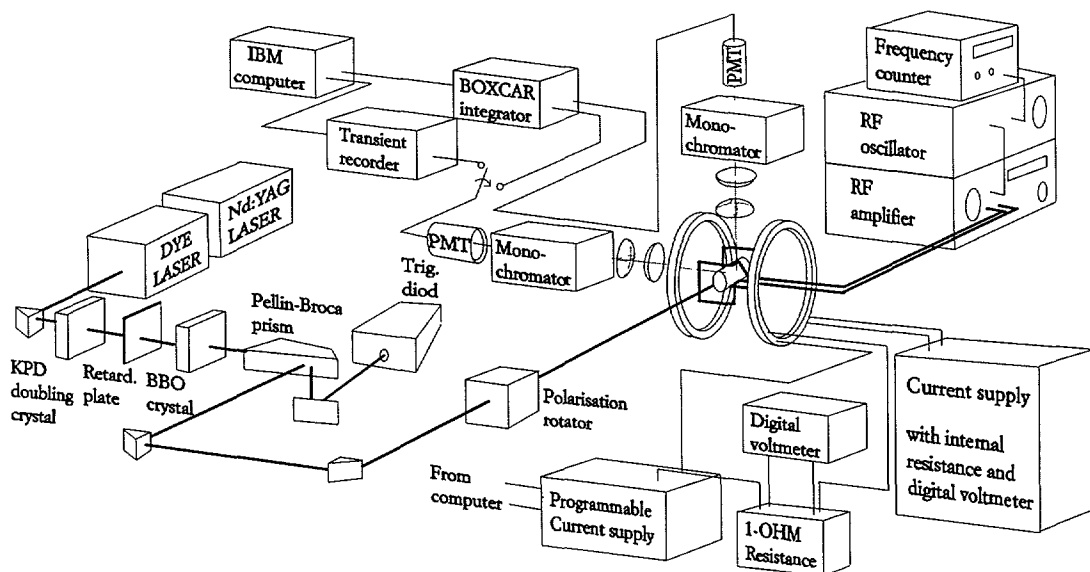 IBM
computer
BOXCAR
integrator
Transient
recorder
PMT
Mono-
chromator
Frequency
counter
RF
oscillator
RF
amplifier
Nd:YAG
LASER
DYE
LASER
PMT
Mono-
chromator
Trig.
diod
Pellin-Broca
prism
KPD
doubling
crystal
Retard.
plate
BBO
crystal
Polarisation
rotator
Digital
voltmeter
Current supply
with internal
resistance and
digital voltmeter
From
computer
Programmable
Current supply
1-OHM
Resistance